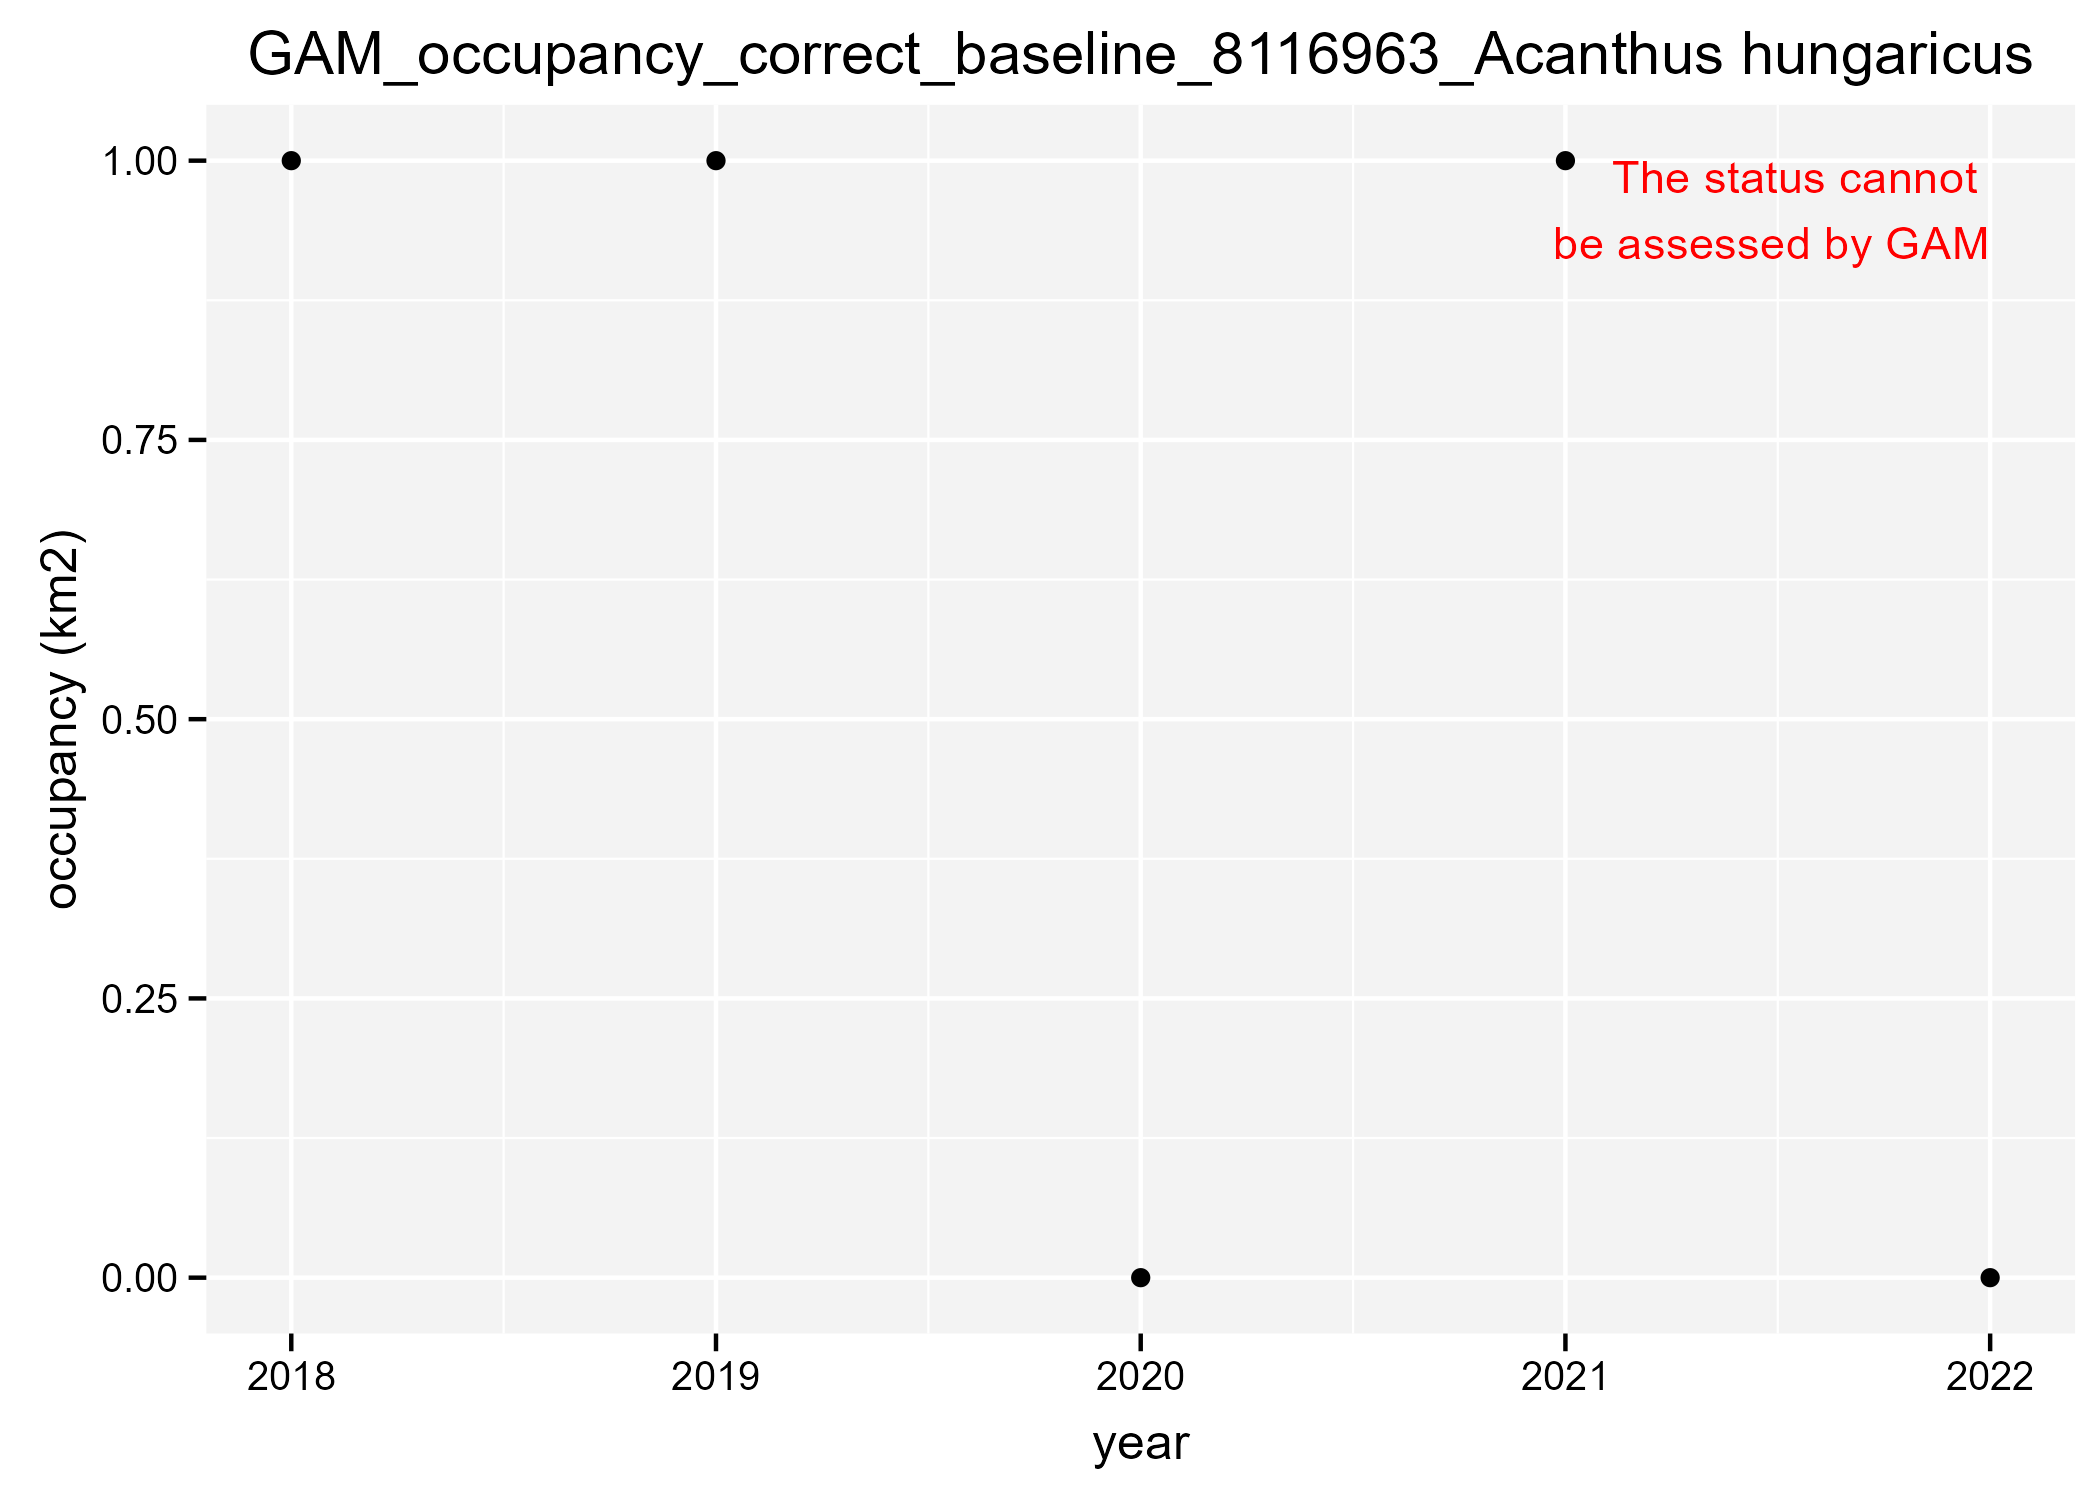 GAM_occupancy_correct_baseline_8116963_Acanthus hungaricus
1.00
The status cannot
be assessed by GAM
0.75
occupancy (km2)
0.50
0.25
0.00
2018 2019 2020 2021 2022
year